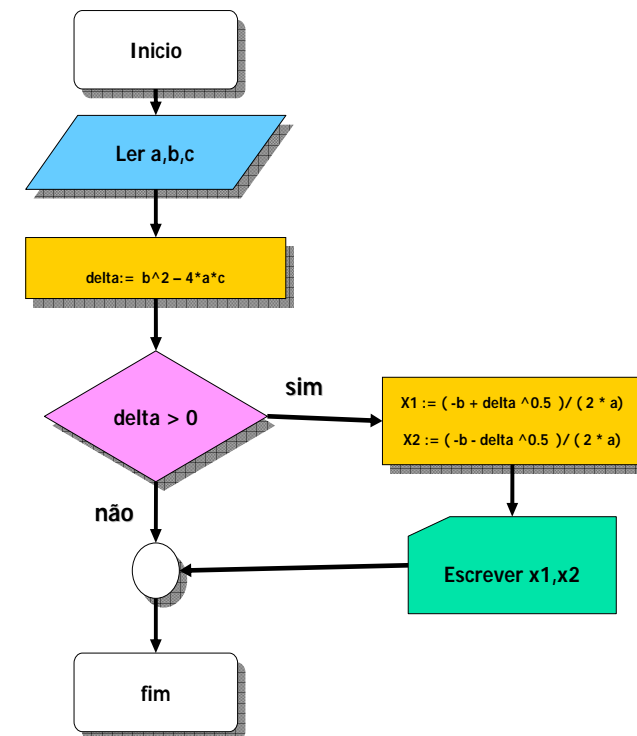 Inicio
Ler a,b,c
delta:= b^2 – 4*a*c
delta > 0
sim
X1 := ( -b + delta ^0.5 )/ ( 2 * a)
X2 := ( -b - delta ^0.5 )/ ( 2 * a)
não
Escrever x1,x2
fim